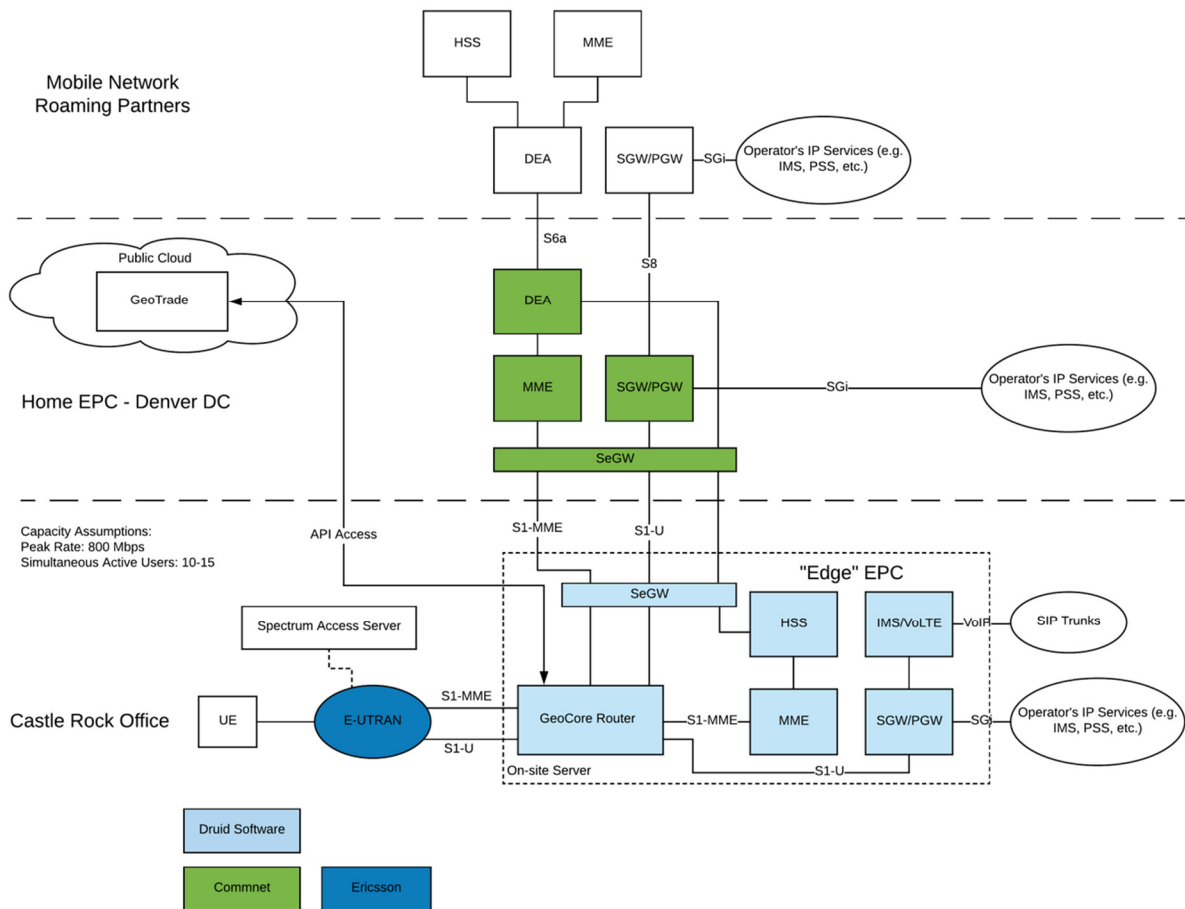 HSS
MME
Mobile Network
Roaming Partners
DEA
SGW/PGW
SGi
Operator's IP Services (e.g.
IMS, PSS, etc.)
S6a
S8
Public Cloud
GeoTrade
DEA
Home EPC - Denver DC
MME
SGW/PGW
SGi
Operator's IP Services (e.g.
IMS, PSS, etc.)
SeGW
Capacity Assumptions:
Peak Rate: 800 Mbps
Simultaneous Active Users: 10-15
API Access
S1-MME
S1-U
"Edge" EPC
SeGW
Spectrum Access Server
HSS
IMS/VoLTE
VoIP
SIP Trunks
Castle Rock Office
UE
E-UTRAN
S1-MME
S1-U
GeoCore Router
S1-MME
MME
SGW/PGW
SGi
Operator's IP Services (e.g.
IMS, PSS, etc.)
On-site Server
S1-U
Druid Software
Commnet
Ericsson